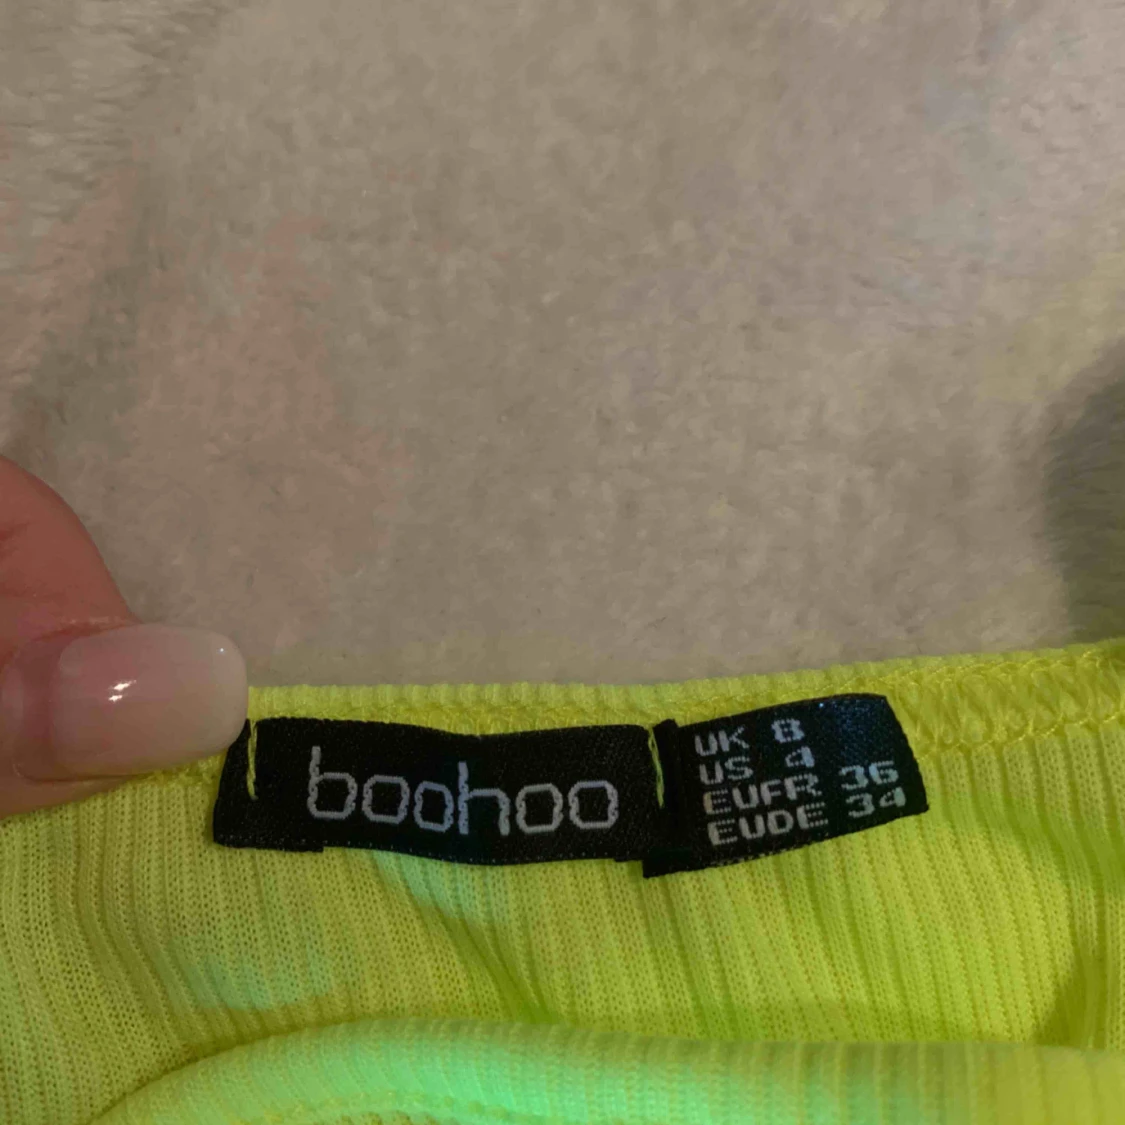 boohoo
UK 8
US 4
EUFR 36
EUDE 34